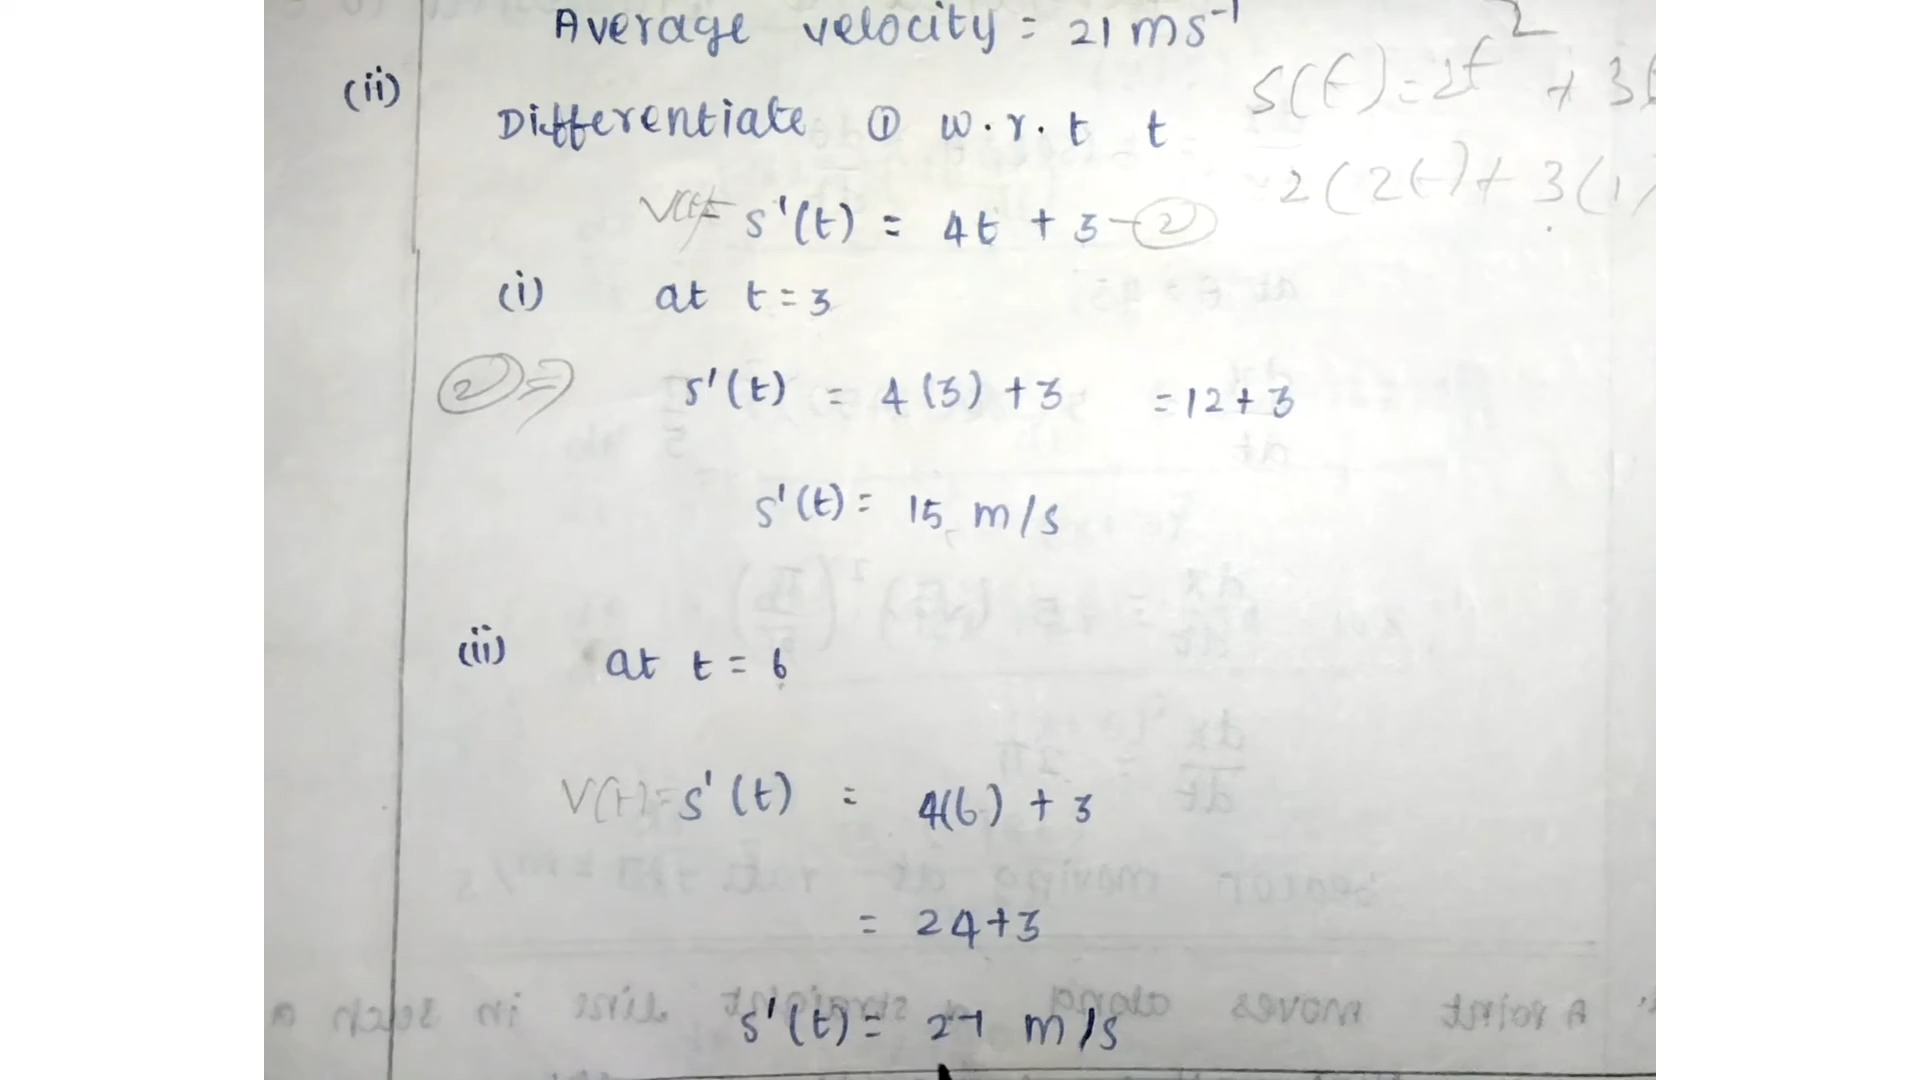 Average velocity = 21 ms⁻¹
S(t) = 2t² + 3t
(ii) Differentiate ① w.r.t t
2(2t) + 3(1)
V(t)= s'(t) = 4t + 3 - ②
(i) at t = 3
② ⇒ s'(t) = 4(3) + 3 = 12 + 3
s'(t) = 15 m/s
(ii) at t = 6
V(t)= s'(t) = 4(6) + 3
= 24 + 3
s'(t) = 27 m/s